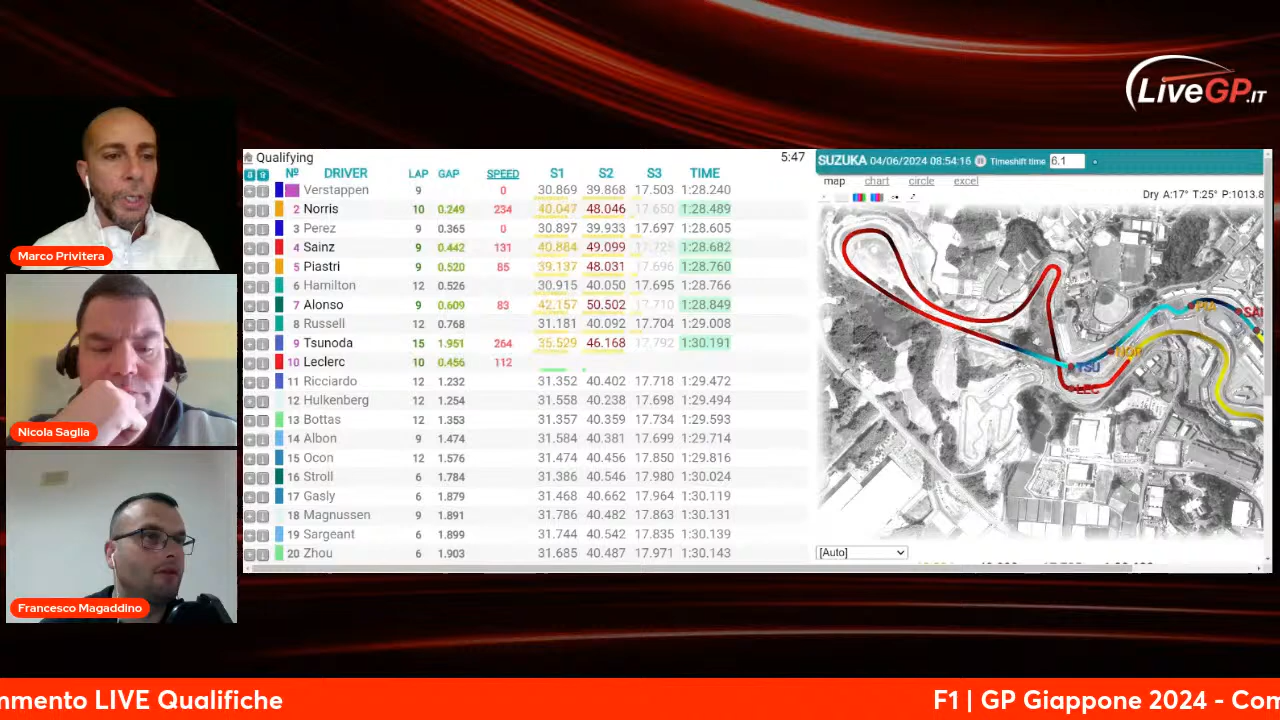 LiveGP.IT
Marco Privitera
Nicola Saglia
Francesco Magaddino
Qualifying 5:47
Nº DRIVER LAP GAP SPEED S1 S2 S3 TIME
Verstappen 9 0 30.869 39.868 17.503 1:28.240
2 Norris 10 0.249 234 40.047 48.046 17.650 1:28.489
3 Perez 9 0.365 0 30.897 39.933 17.697 1:28.605
4 Sainz 9 0.442 131 40.884 49.099 1:28.682
5 Piastri 9 0.520 85 39.137 48.031 17.696 1:28.760
6 Hamilton 12 0.526 30.915 40.050 17.695 1:28.766
7 Alonso 9 0.609 83 42.157 50.502 17.710 1:28.849
8 Russell 12 0.768 31.181 40.092 17.704 1:29.008
9 Tsunoda 15 1.951 264 35.529 46.168 17.792 1:30.191
10 Leclerc 10 0.456 112
11 Ricciardo 12 1.232 31.352 40.402 17.718 1:29.472
12 Hulkenberg 12 1.254 31.558 40.238 17.698 1:29.494
13 Bottas 12 1.353 31.357 40.359 17.734 1:29.593
14 Albon 9 1.474 31.584 40.381 17.699 1:29.714
15 Ocon 12 1.576 31.474 40.456 17.850 1:29.816
16 Stroll 6 1.784 31.386 40.546 17.980 1:30.024
17 Gasly 6 1.879 31.468 40.662 17.964 1:30.119
18 Magnussen 9 1.891 31.786 40.482 17.863 1:30.131
19 Sargeant 6 1.899 31.744 40.542 17.835 1:30.139
20 Zhou 6 1.903 31.685 40.487 17.971 1:30.143
SUZUKA 04/06/2024 08:54:16 Timeshift time 6.1
map chart circle excel
Dry A:17° T:25° P:1013.8
PIA
SAI
NOR
TSU
LEC
[Auto]
mmento LIVE Qualifiche F1 | GP Giappone 2024 - Com